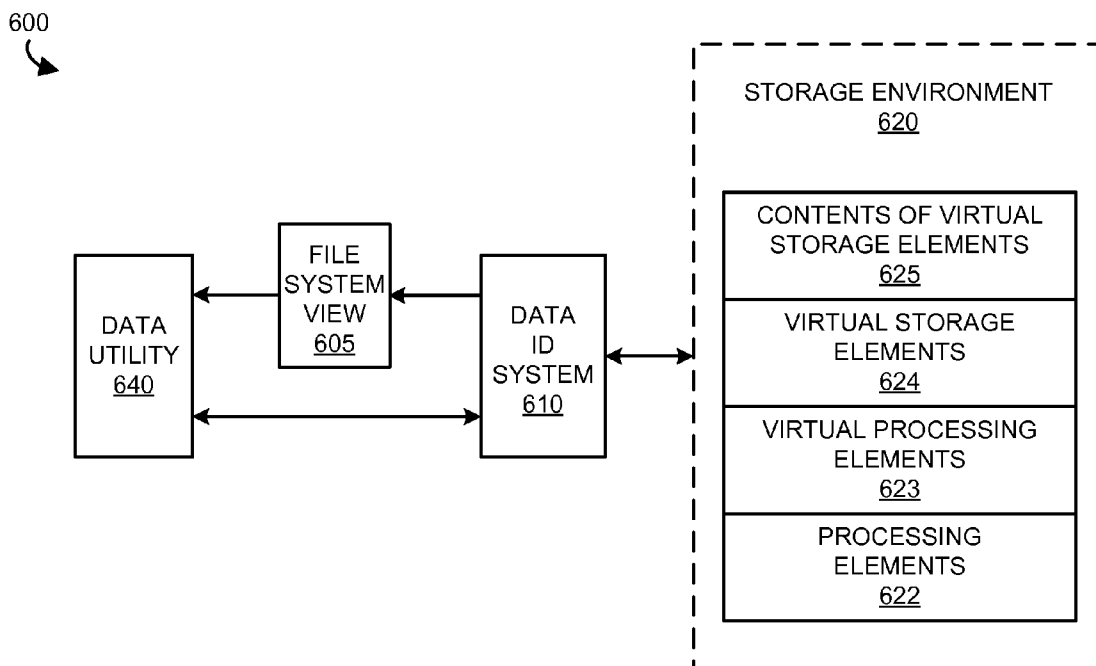 600
STORAGE ENVIRONMENT
620
CONTENTS OF VIRTUAL
STORAGE ELEMENTS
625
VIRTUAL STORAGE
ELEMENTS
624
VIRTUAL PROCESSING
ELEMENTS
623
PROCESSING
ELEMENTS
622
FILE
SYSTEM
VIEW
605
DATA
UTILITY
640
DATA
ID
SYSTEM
610